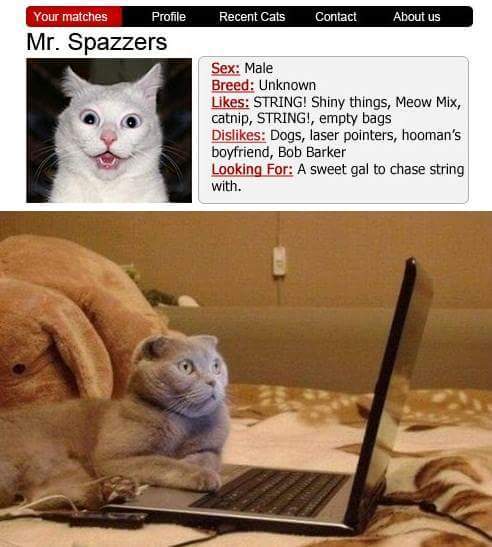 Your matches Profile Recent Cats Contact About us
Mr. Spazzers
Sex: Male
Breed: Unknown
Likes: STRING! Shiny things, Meow Mix,
catnip, STRING!, empty bags
Dislikes: Dogs, laser pointers, hooman's
boyfriend, Bob Barker
Looking For: A sweet gal to chase string
with.